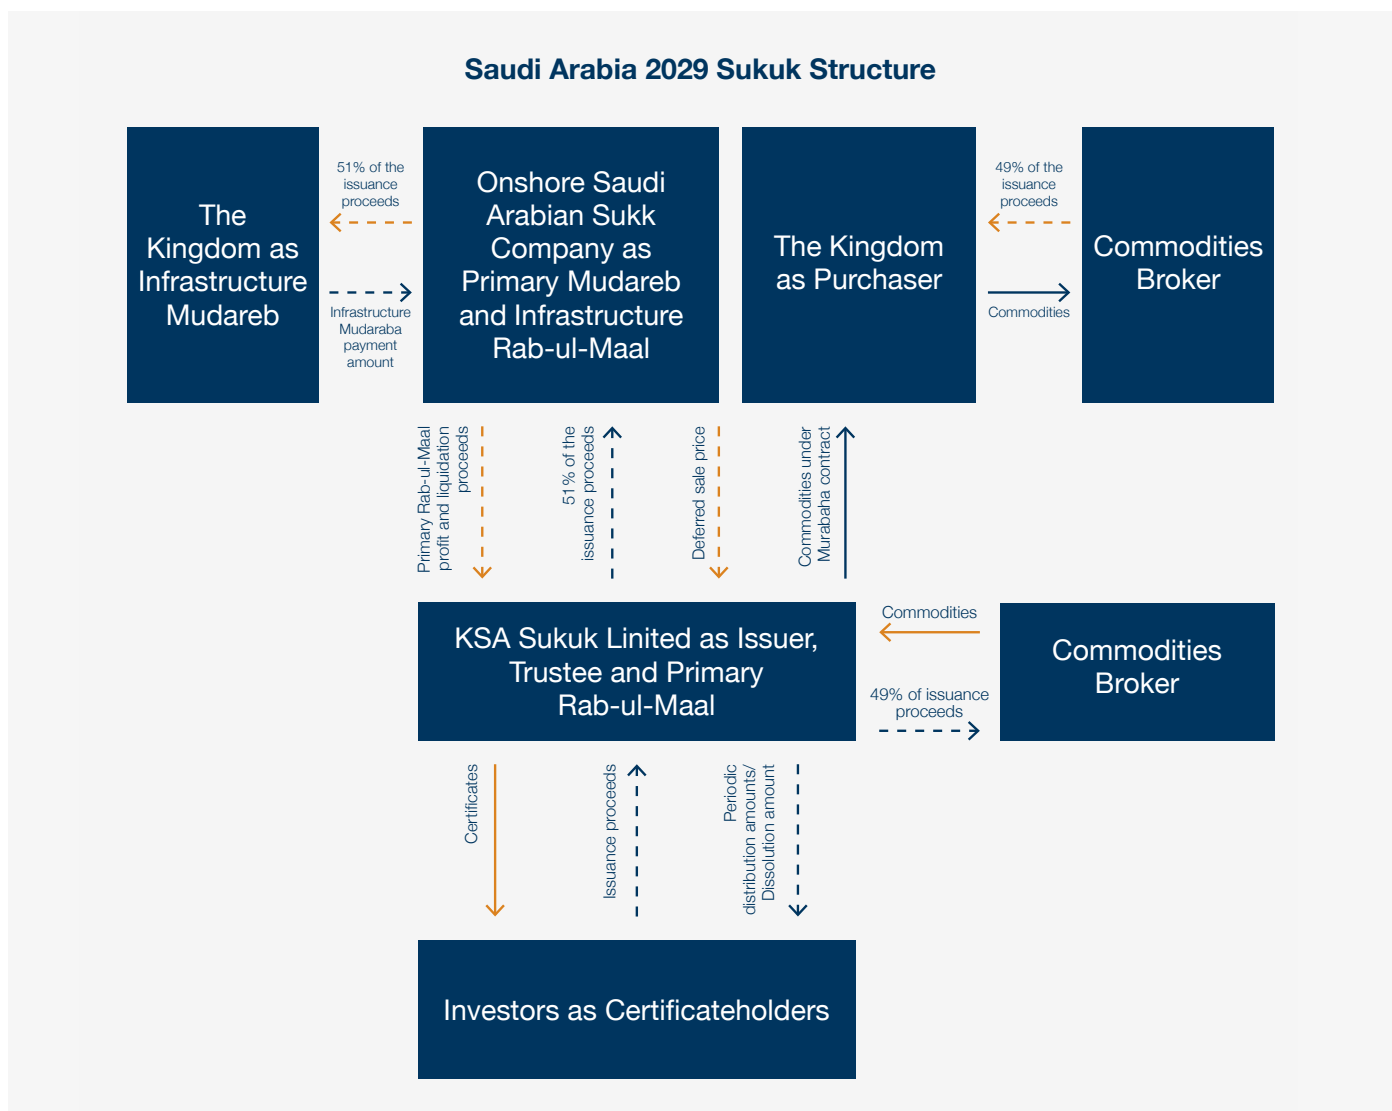 Saudi Arabia 2029 Sukuk Structure
The
Kingdom as
Infrastructure
Mudareb
51% of the
issuance
proceeds
Infrastructure
Mudaraba
payment
amount
Onshore Saudi
Arabian Sukk
Company as
Primary Mudareb
and Infrastructure
Rab-ul-Maal
The Kingdom
as Purchaser
49% of the
issuance
proceeds
Commodities
Commodities
Broker
Primary Rab-ul-Maal
profit and liquidation
proceeds
51% of the
issuance proceeds
Deferred sale price
Commodities under
Murabaha contract
KSA Sukuk Linited as Issuer,
Trustee and Primary
Rab-ul-Maal
Commodities
49% of issuance
proceeds
Commodities
Broker
Certificates
Issuance proceeds
Periodic
distribution amounts/
Dissolution amount
Investors as Certificateholders